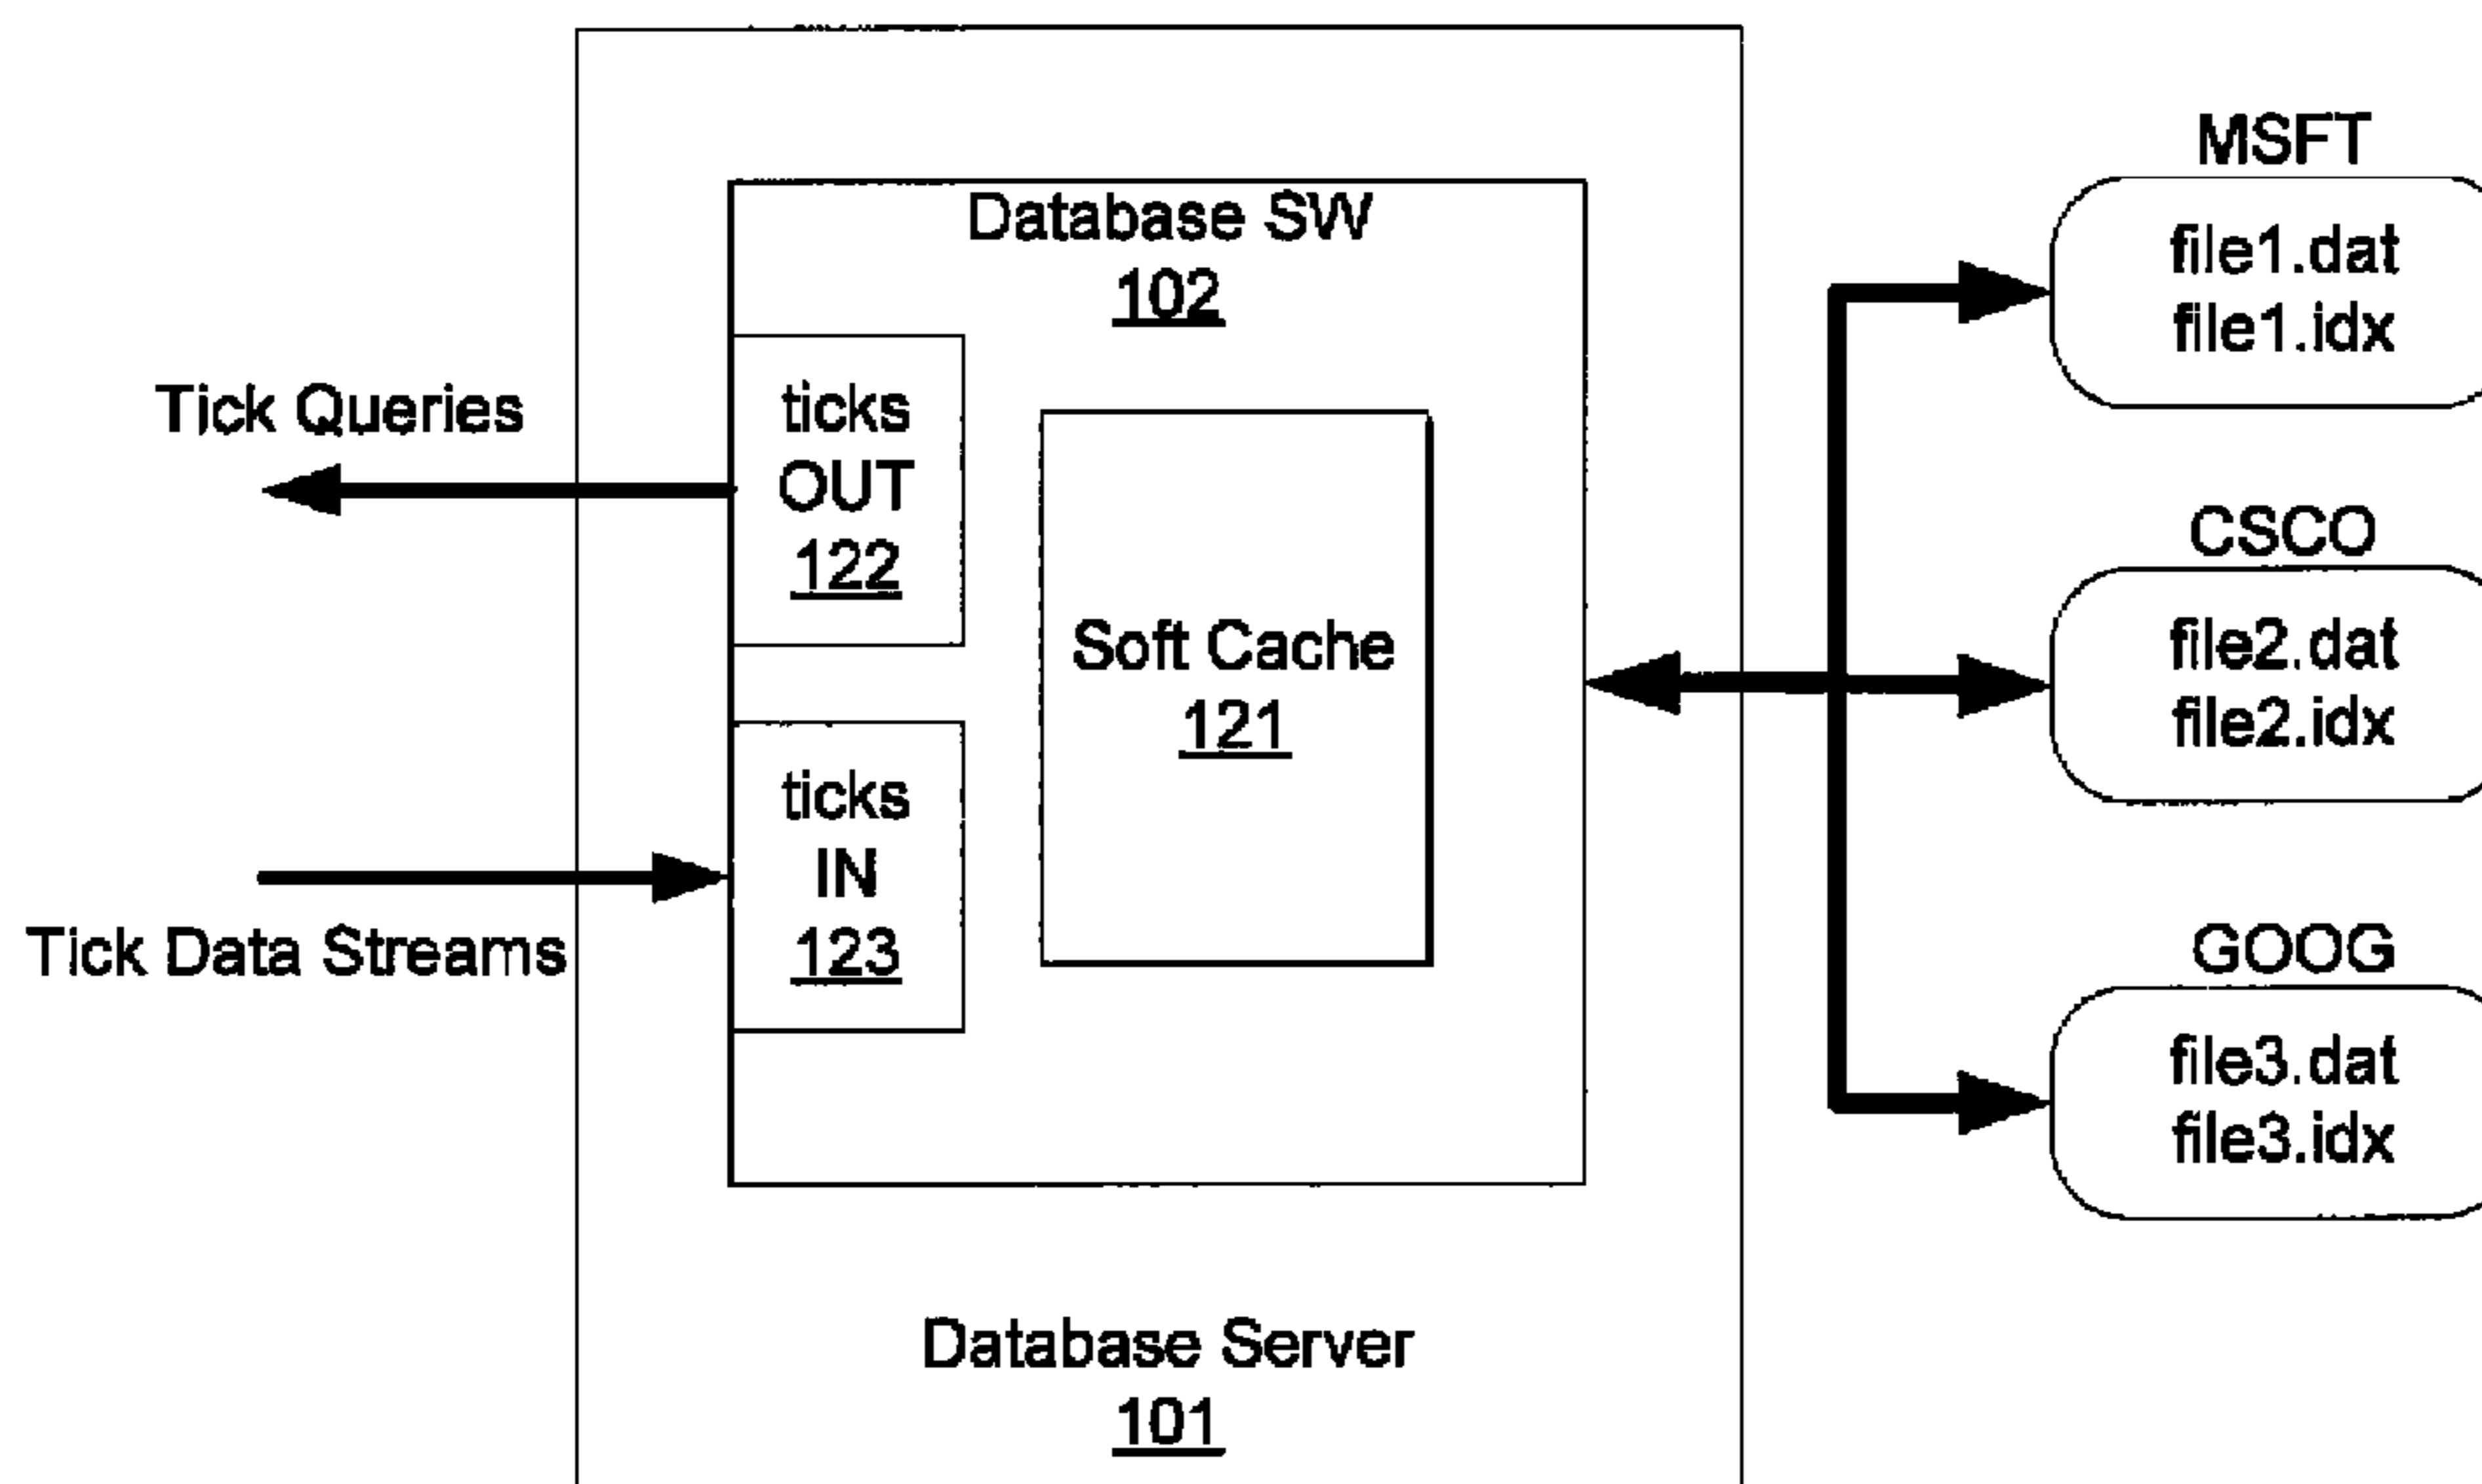 Database SW
102
Tick Queries
ticks
OUT
122
Soft Cache
121
ticks
IN
123
Tick Data Streams
Database Server
101
MSFT
file1.dat
file1.idx
CSCO
file2.dat
file2.idx
GOOG
file3.dat
file3.idx